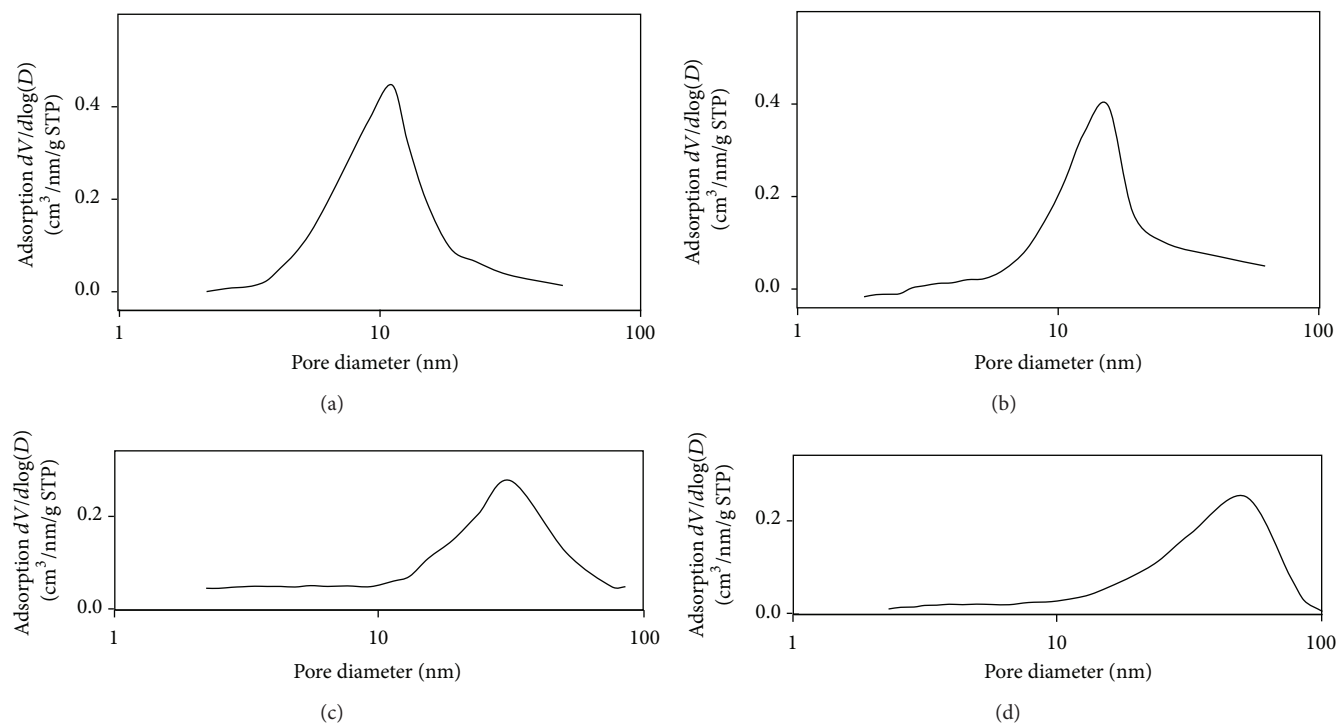 Adsorption dV/dlog(D)
(cm³/nm/g STP)
0.4
0.2
0.0
1
10
100
Pore diameter (nm)
(a)
Adsorption dV/dlog(D)
(cm³/nm/g STP)
0.4
0.2
0.0
1
10
100
Pore diameter (nm)
(b)
Adsorption dV/dlog(D)
(cm³/nm/g STP)
0.2
0.0
1
10
100
Pore diameter (nm)
(c)
Adsorption dV/dlog(D)
(cm³/nm/g STP)
0.2
0.0
1
10
100
Pore diameter (nm)
(d)